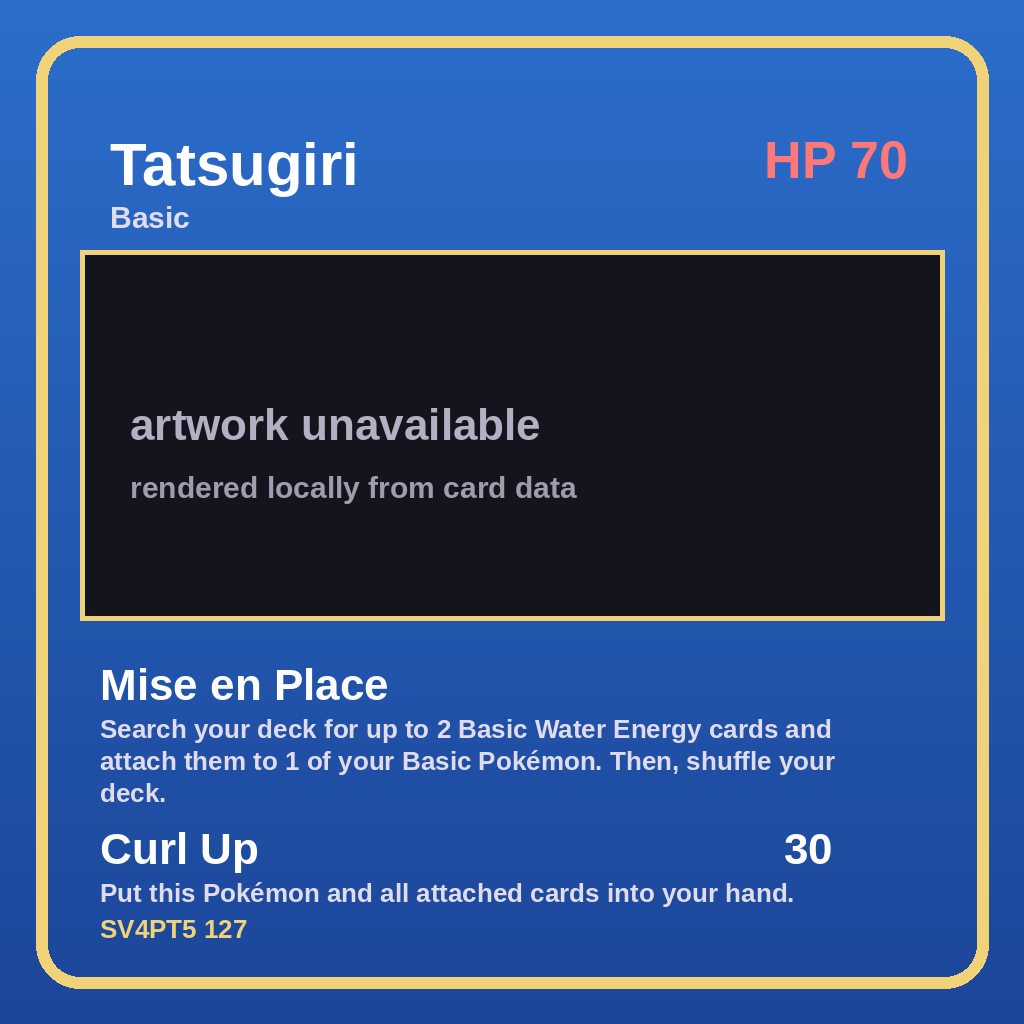 Tatsugiri
HP 70
Basic
artwork unavailable
rendered locally from card data
Mise en Place
Search your deck for up to 2 Basic Water Energy cards and
attach them to 1 of your Basic Pokémon. Then, shuffle your
deck.
Curl Up
30
Put this Pokémon and all attached cards into your hand.
SV4PT5 127